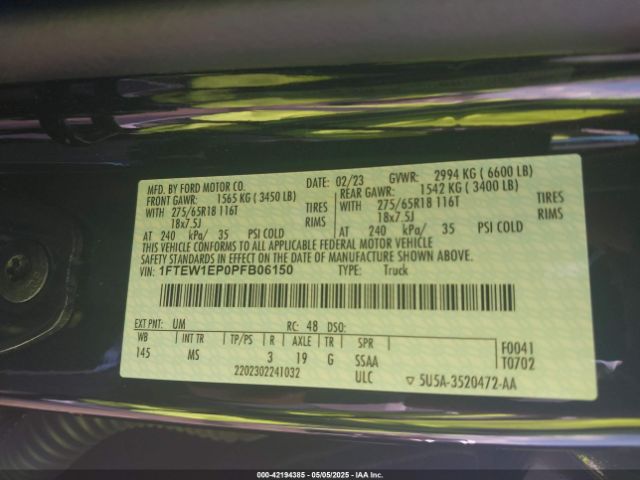 MFD. BY FORD MOTOR CO.
DATE: 02/23 GVWR: 2994 KG ( 6600 LB)
FRONT GAWR: 1565 KG ( 3450 LB) REAR GAWR: 1542 KG ( 3400 LB)
WITH 275/65R18 116T TIRES WITH 275/65R18 116T TIRES
18x7.5J RIMS 18x7.5J RIMS
AT 240 kPa/ 35 PSI COLD AT 240 kPa/ 35 PSI COLD
THIS VEHICLE CONFORMS TO ALL APPLICABLE FEDERAL MOTOR VEHICLE
SAFETY STANDARDS IN EFFECT ON THE DATE OF MANUFACTURE SHOWN ABOVE.
VIN: 1FTEW1EP0PFB06150 TYPE: Truck
EXT PNT: UM RC: 48 DSO:
WB INT TR TP/PS R AXLE TR SPR F0041
145 MS 3 19 G SSAA T0702
2202302241032 ULC ▽ 5U5A-3520472-AA
000-42194385 - 05/05/2025 - IAA Inc.